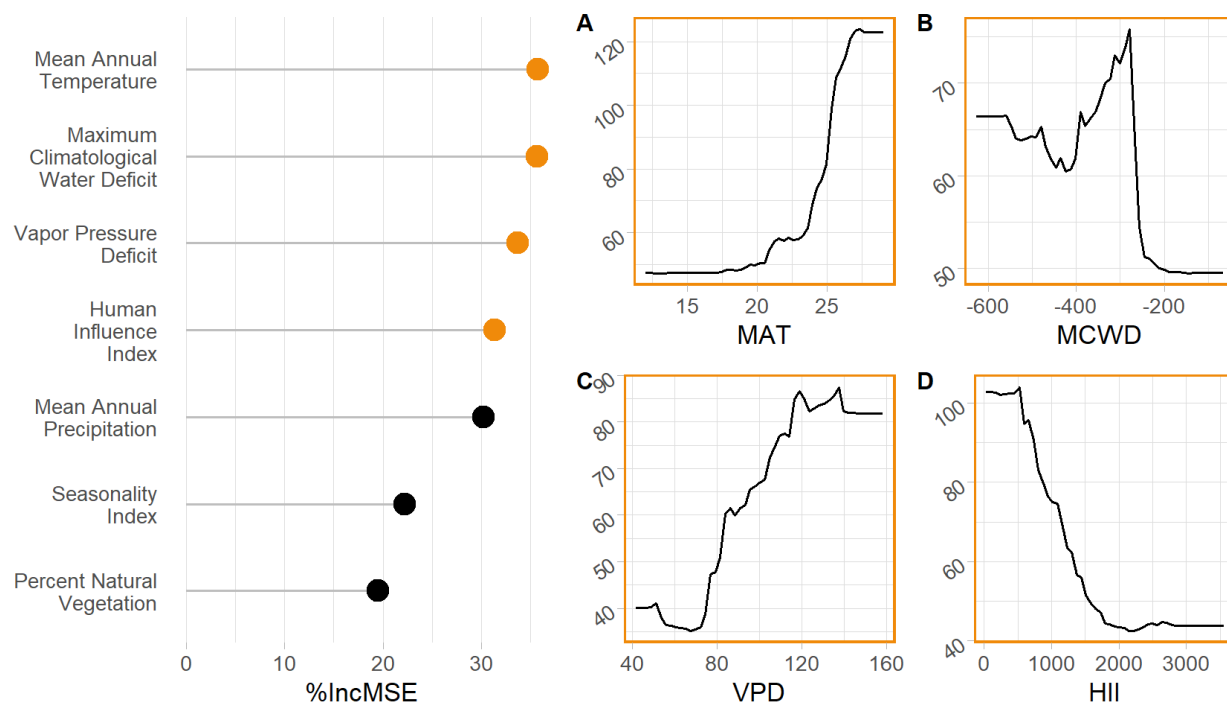 Mean Annual
Temperature
Maximum
Climatological
Water Deficit
Vapor Pressure
Deficit
Human
Influence
Index
Mean Annual
Precipitation
Seasonality
Index
Percent Natural
Vegetation
0 10 20 30
%IncMSE
A
120
100
80
60
15 20 25
MAT
B
70
60
50
-600 -400 -200
MCWD
C
90
80
70
60
50
40
40 80 120 160
VPD
D
100
80
60
40
0 1000 2000 3000
HII